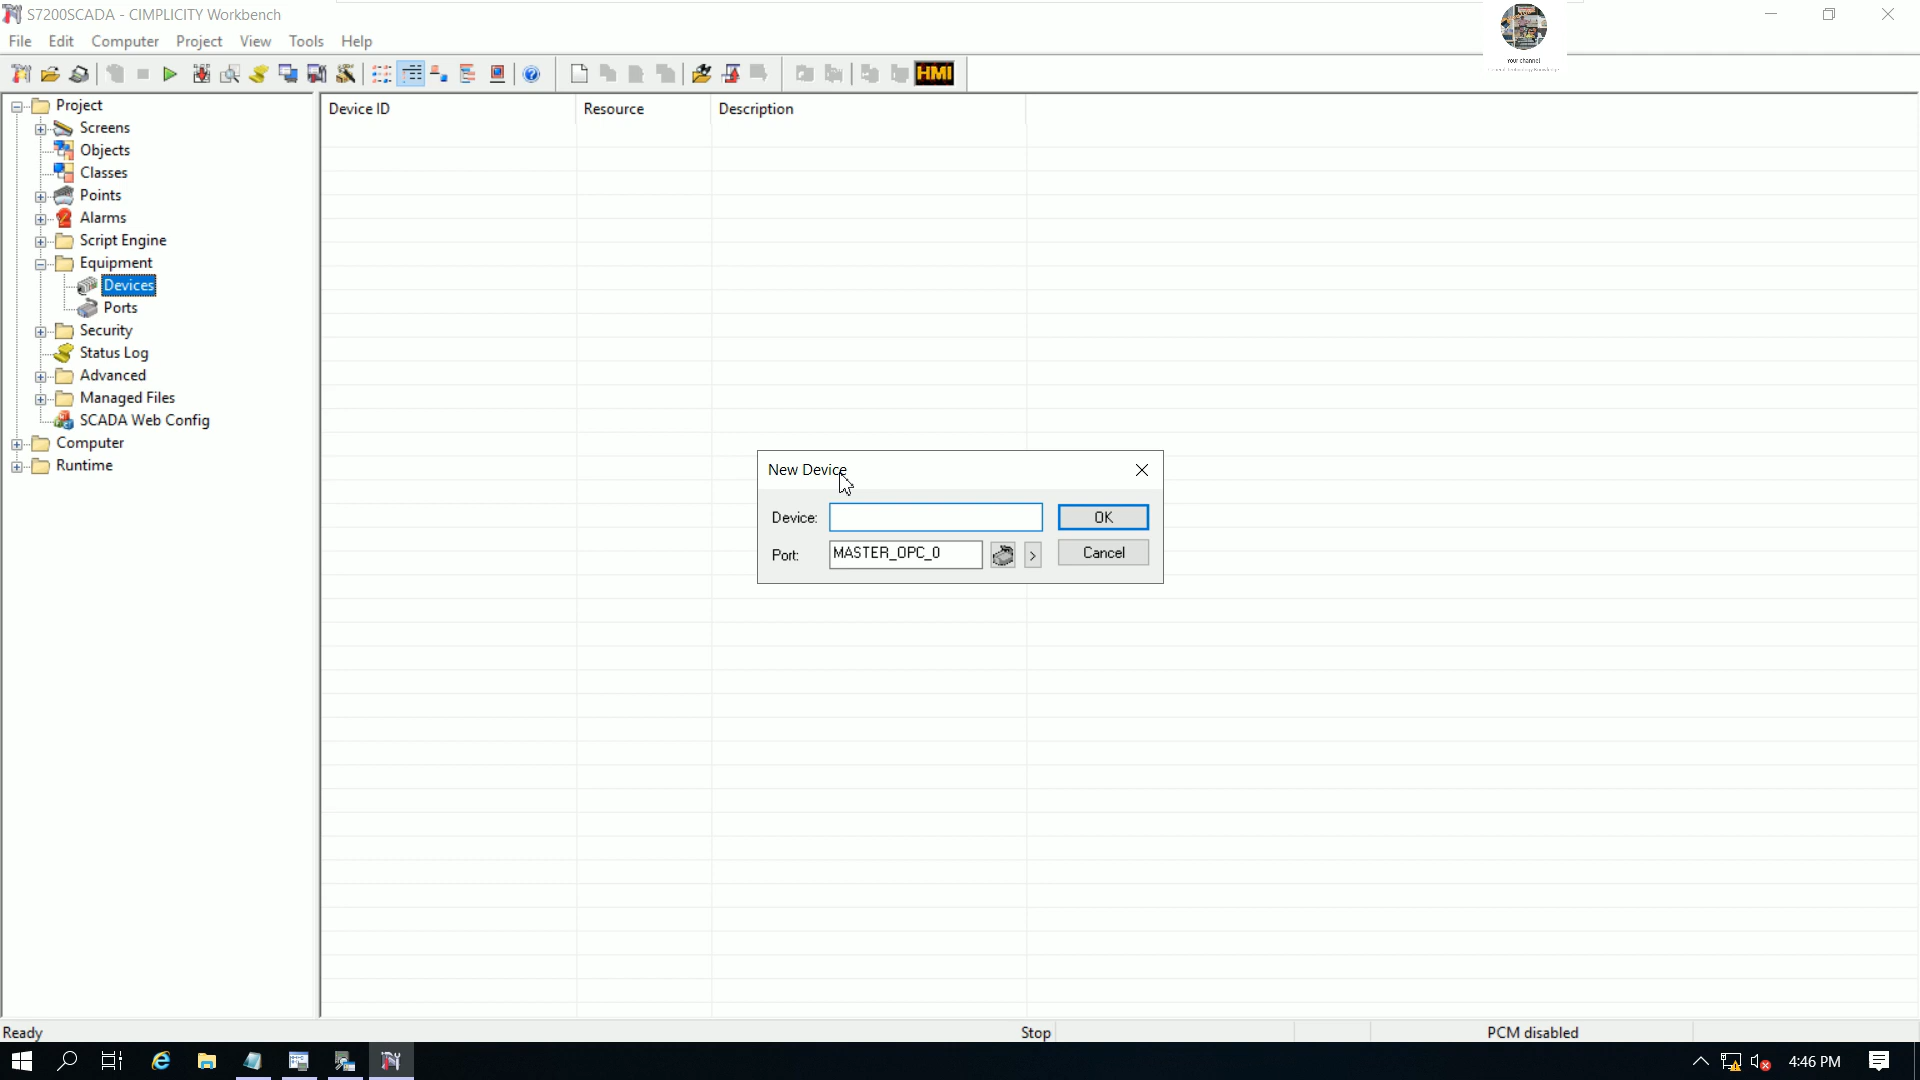 S7200SCADA - CIMPLICITY Workbench
Your channel
File Edit Computer Project View Tools Help
HMI
Project
Screens
Objects
Classes
Points
Alarms
Script Engine
Equipment
Devices
Ports
Security
Status Log
Advanced
Managed Files
SCADA Web Config
Computer
Runtime
Device ID Resource Description
New Device
Device: OK
Port: MASTER_OPC_0 > Cancel
Ready Stop PCM disabled
4:46 PM